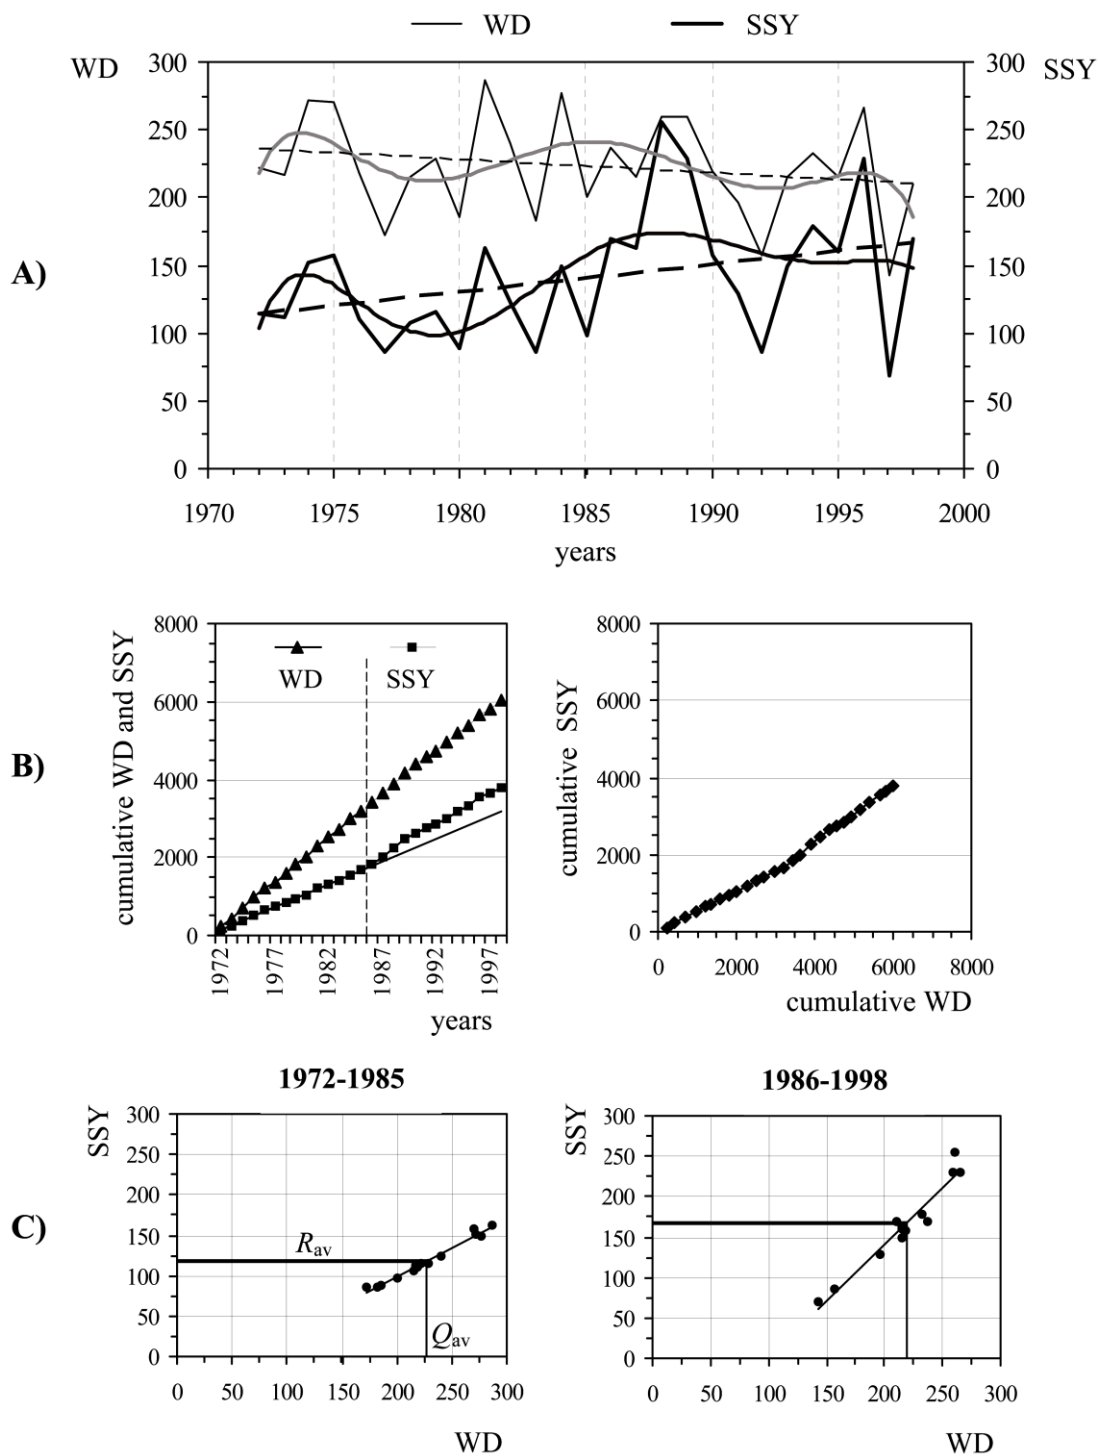 WD SSY
WD SSY
300 300
250 250
200 200
A)
150 150
100 100
50 50
0 0
1970 1975 1980 1985 1990 1995 2000
years
B)
cumulative WD and SSY
8000
6000
4000
2000
0
WD SSY
1972 1977 1982 1987 1992 1997
years
cumulative SSY
8000
6000
4000
2000
0
0 2000 4000 6000 8000
cumulative WD
C)
1972-1985
SSY
300
250
200
150
100
50
0
Rav
Qav
0 50 100 150 200 250 300
WD
1986-1998
SSY
300
250
200
150
100
50
0
0 50 100 150 200 250 300
WD